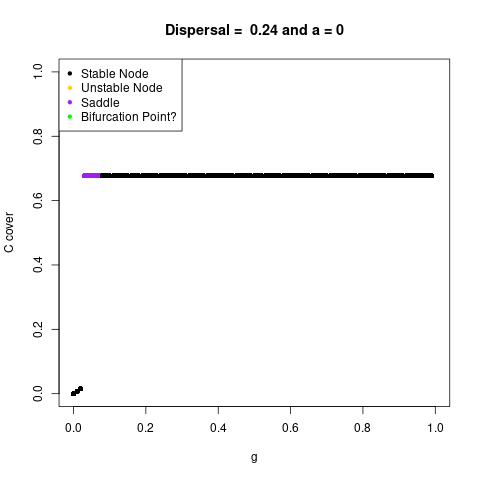 Dispersal =  0.24 and a = 0
Stable Node
Unstable Node
Saddle
Bifurcation Point?
C cover
1.0
0.8
0.6
0.4
0.2
0.0
0.0 0.2 0.4 0.6 0.8 1.0
g